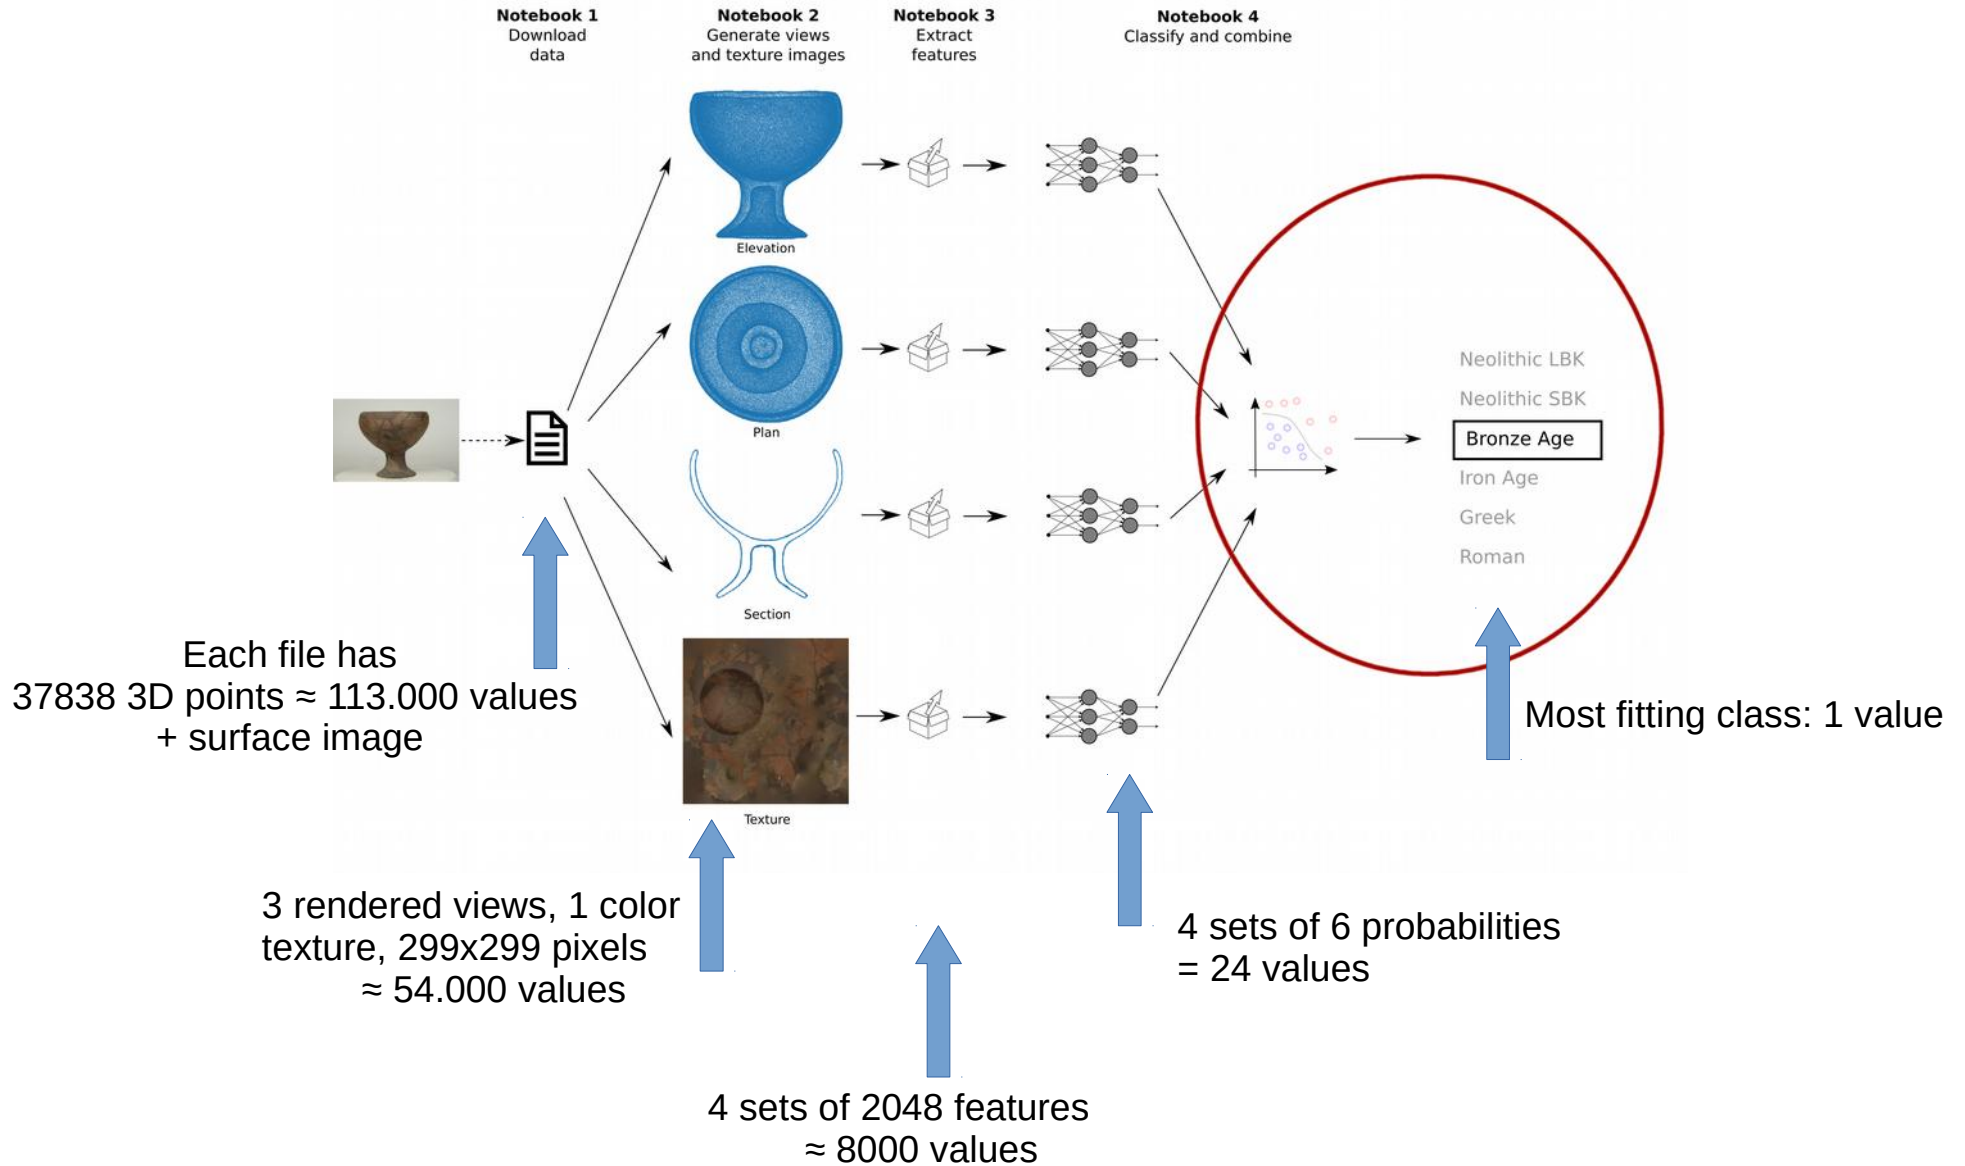 Notebook 1
Download
data
Notebook 2
Generate views
and texture images
Notebook 3
Extract
features
Notebook 4
Classify and combine
Elevation
Plan
Section
Texture
Neolithic LBK
Neolithic SBK
Bronze Age
Iron Age
Greek
Roman
Each file has
37838 3D points ≈ 113.000 values
+ surface image
3 rendered views, 1 color
texture, 299x299 pixels
≈ 54.000 values
4 sets of 2048 features
≈ 8000 values
4 sets of 6 probabilities
= 24 values
Most fitting class: 1 value